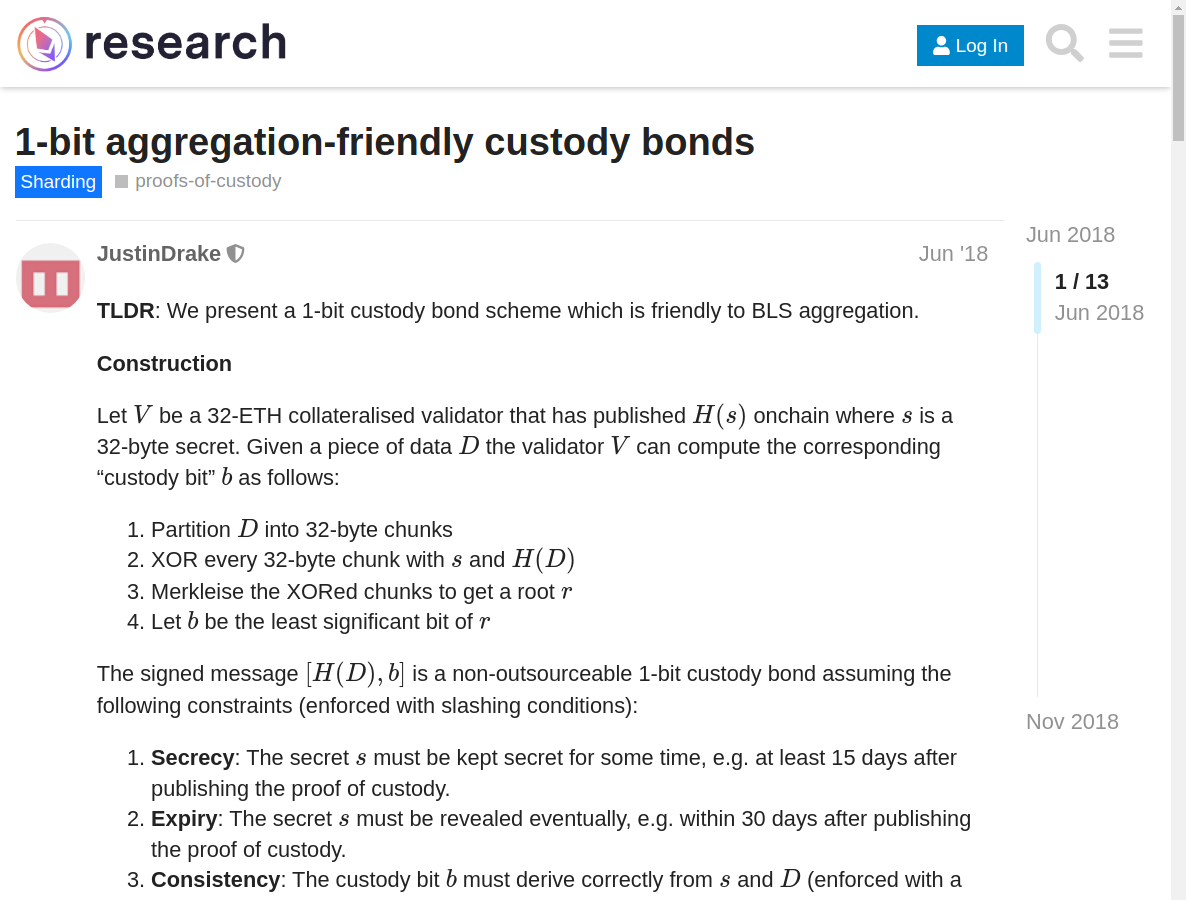 research
Log In
1-bit aggregation-friendly custody bonds
Sharding proofs-of-custody
JustinDrake Jun '18
Jun 2018
1 / 13
Jun 2018
TLDR: We present a 1-bit custody bond scheme which is friendly to BLS aggregation.
Construction
Let V be a 32-ETH collateralised validator that has published H(s) onchain where s is a
32-byte secret. Given a piece of data D the validator V can compute the corresponding
“custody bit” b as follows:
1. Partition D into 32-byte chunks
2. XOR every 32-byte chunk with s and H(D)
3. Merkleise the XORed chunks to get a root r
4. Let b be the least significant bit of r
The signed message [H(D), b] is a non-outsourceable 1-bit custody bond assuming the
following constraints (enforced with slashing conditions):
Nov 2018
1. Secrecy: The secret s must be kept secret for some time, e.g. at least 15 days after
publishing the proof of custody.
2. Expiry: The secret s must be revealed eventually, e.g. within 30 days after publishing
the proof of custody.
3. Consistency: The custody bit b must derive correctly from s and D (enforced with a